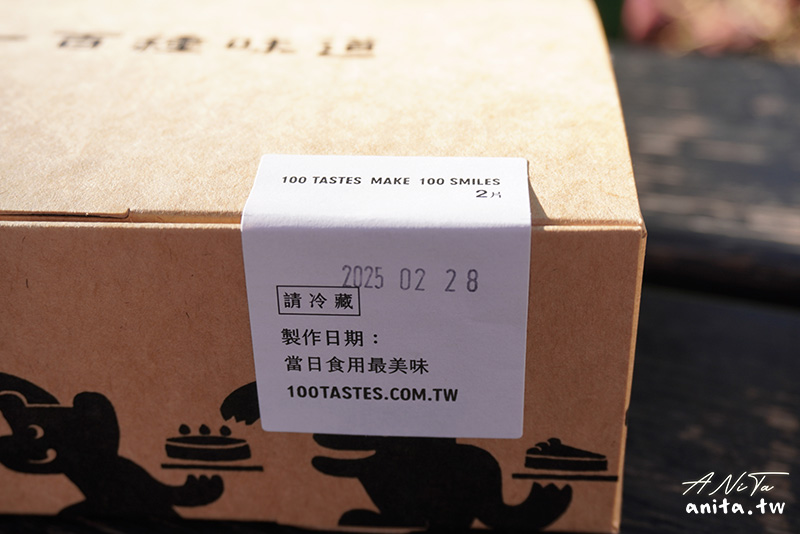 一百種味道
100 TASTES MAKE 100 SMILES
2片
2025 02 28
請冷藏
製作日期：
當日食用最美味
100TASTES.COM.TW
ANiTa
anita.tw